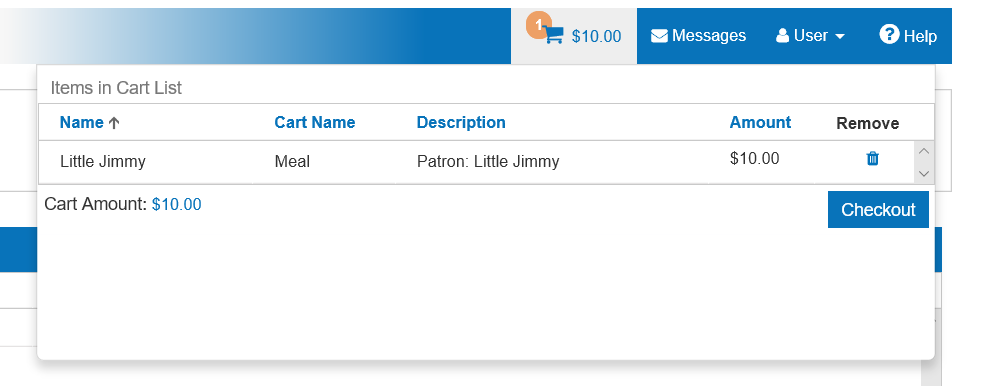 1 $10.00 Messages User Help
Items in Cart List
Name Cart Name Description Amount Remove
Little Jimmy Meal Patron: Little Jimmy $10.00
Cart Amount: $10.00 Checkout